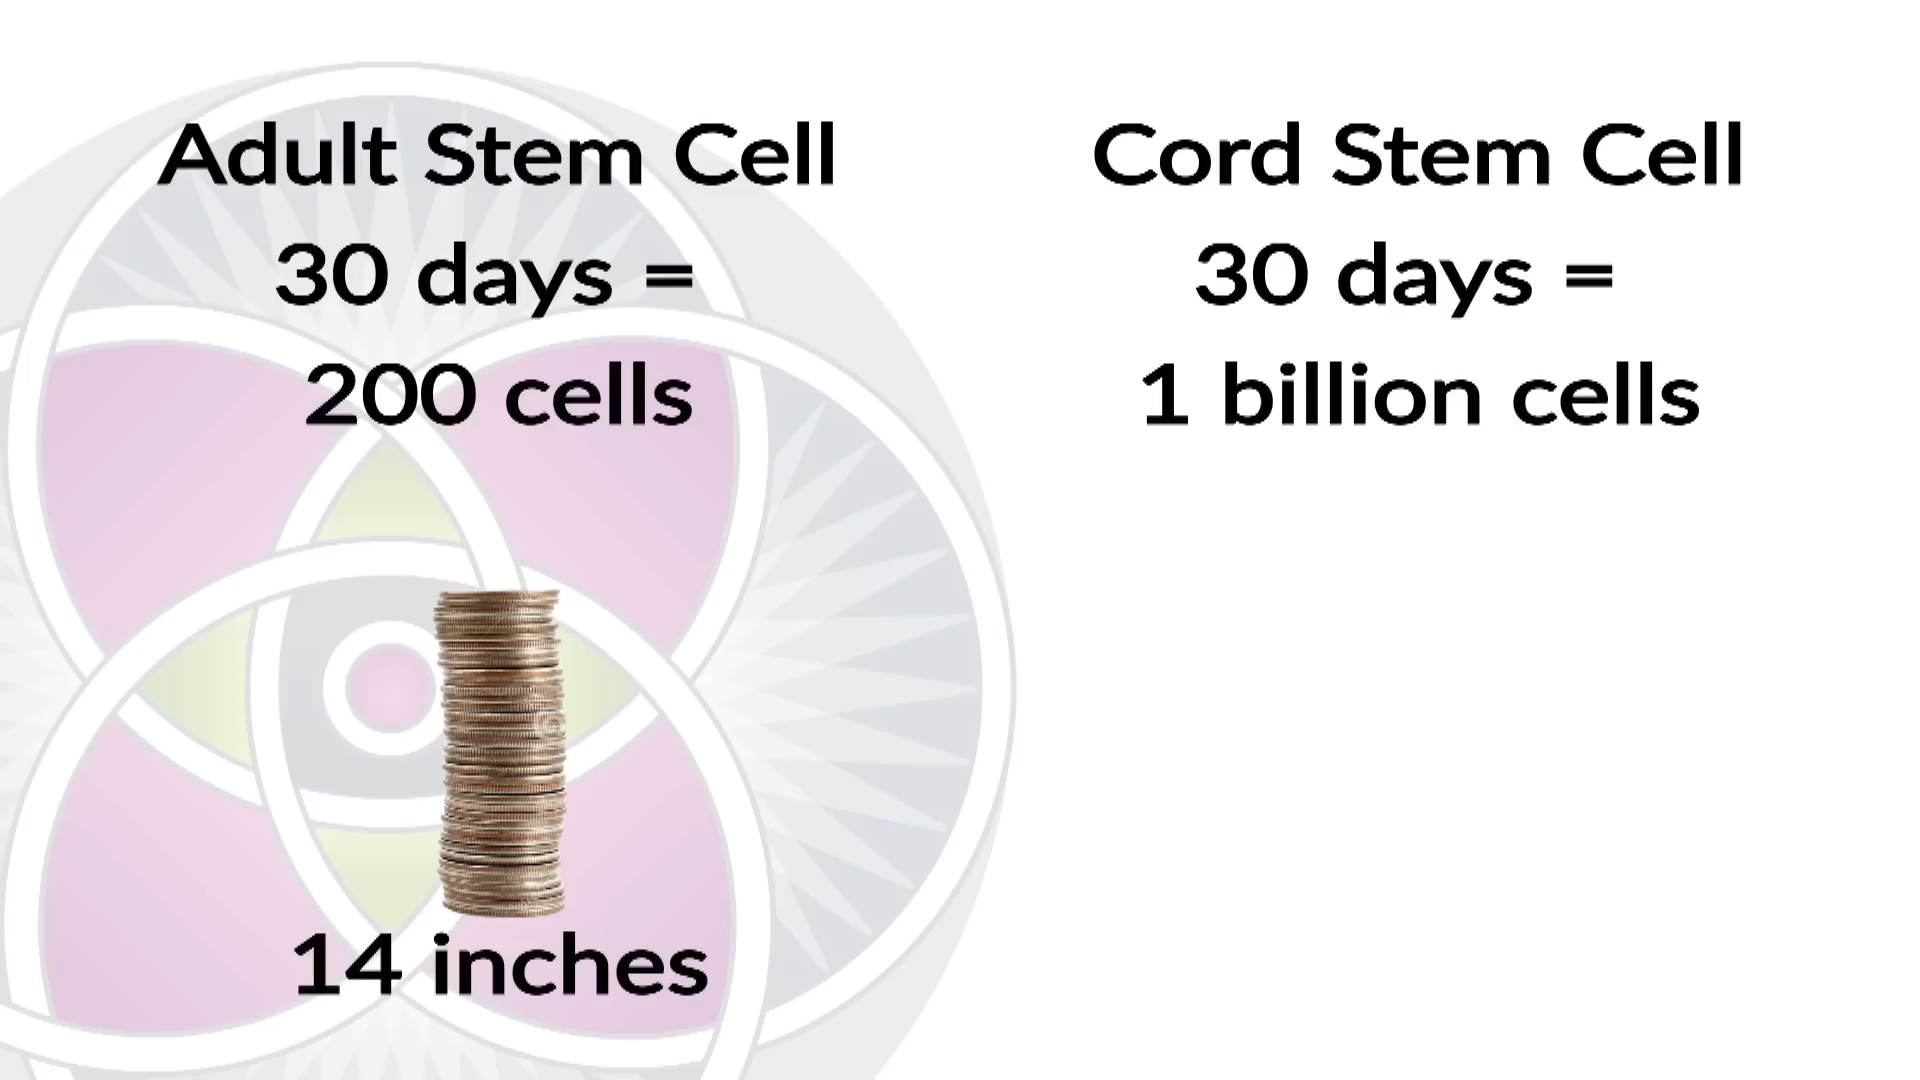 Adult Stem Cell
30 days =
200 cells
14 inches
Cord Stem Cell
30 days =
1 billion cells